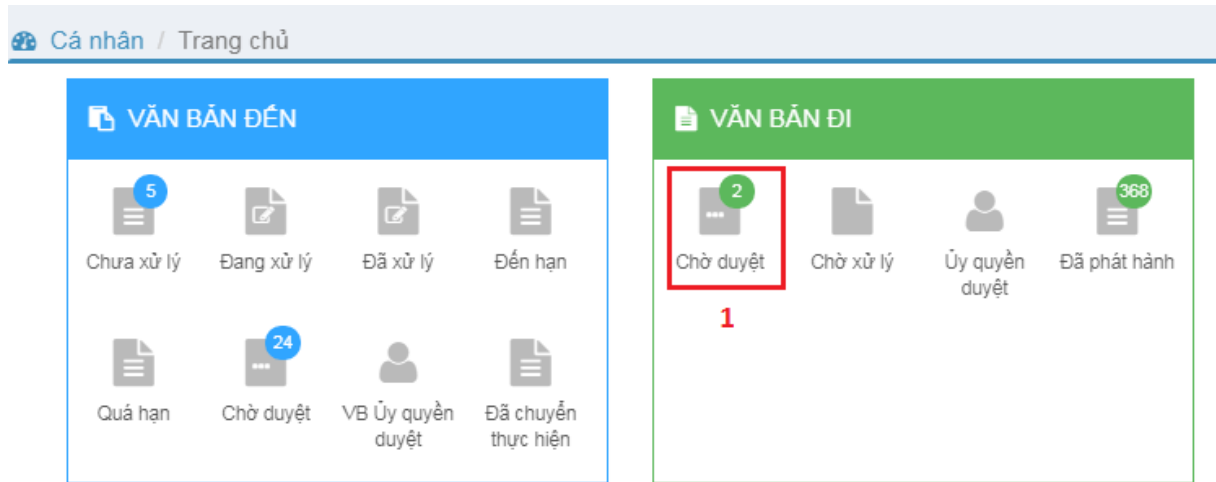 Cá nhân / Trang chủ
VĂN BẢN ĐẾN
5
Chưa xử lý
Đang xử lý
Đã xử lý
Đến hạn
Quá hạn
24
Chờ duyệt
VB Ủy quyền
duyệt
Đã chuyển
thực hiện
VĂN BẢN ĐI
2
Chờ duyệt
1
Chờ xử lý
Ủy quyền
duyệt
368
Đã phát hành